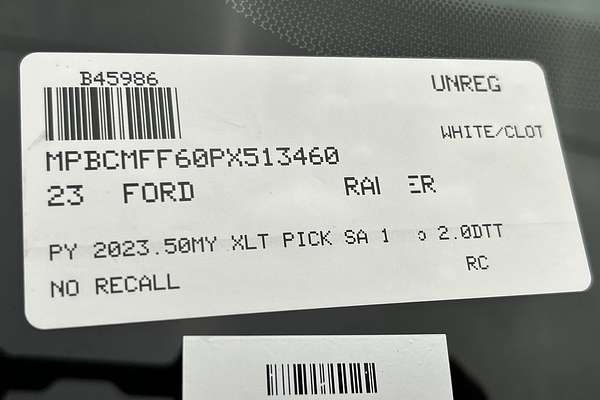 B45986
UNREG
WHITE/CLOT
MPBCMFF60PX513460
23 FORD
PY 2023.50MY XLT PICK SA 1 2.0DTT
NO RECALL RC